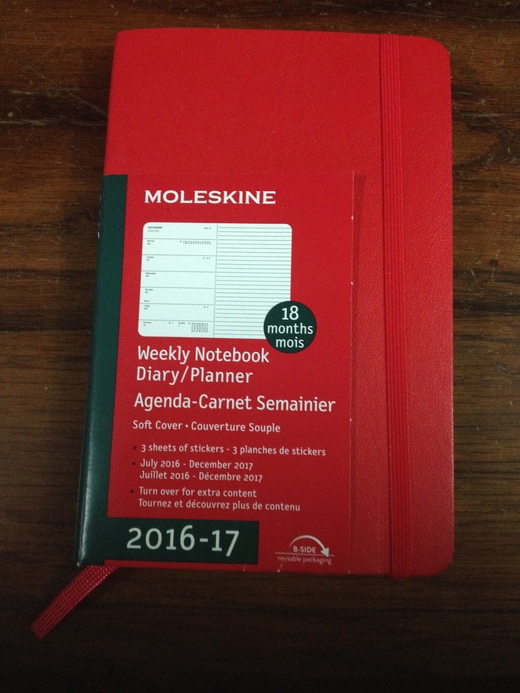 MOLESKINE
18
months
mois
Weekly Notebook
Diary/Planner
Agenda-Carnet Semainier
Soft Cover • Couverture Souple
• 3 sheets of stickers - 3 planches de stickers
• July 2016 - December 2017
Juillet 2016 - Décembre 2017
• Turn over for extra content
Tournez et découvrez plus de contenu
2016-17
B-SIDE
reusable packaging